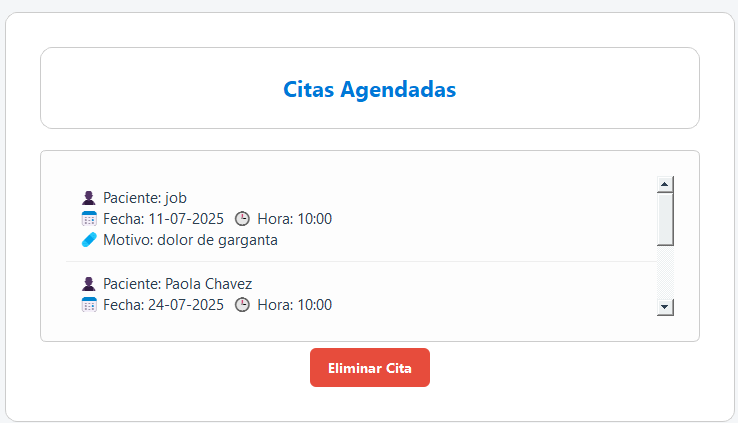 Citas Agendadas
Paciente: job
Fecha: 11-07-2025 Hora: 10:00
Motivo: dolor de garganta
Paciente: Paola Chavez
Fecha: 24-07-2025 Hora: 10:00
Eliminar Cita